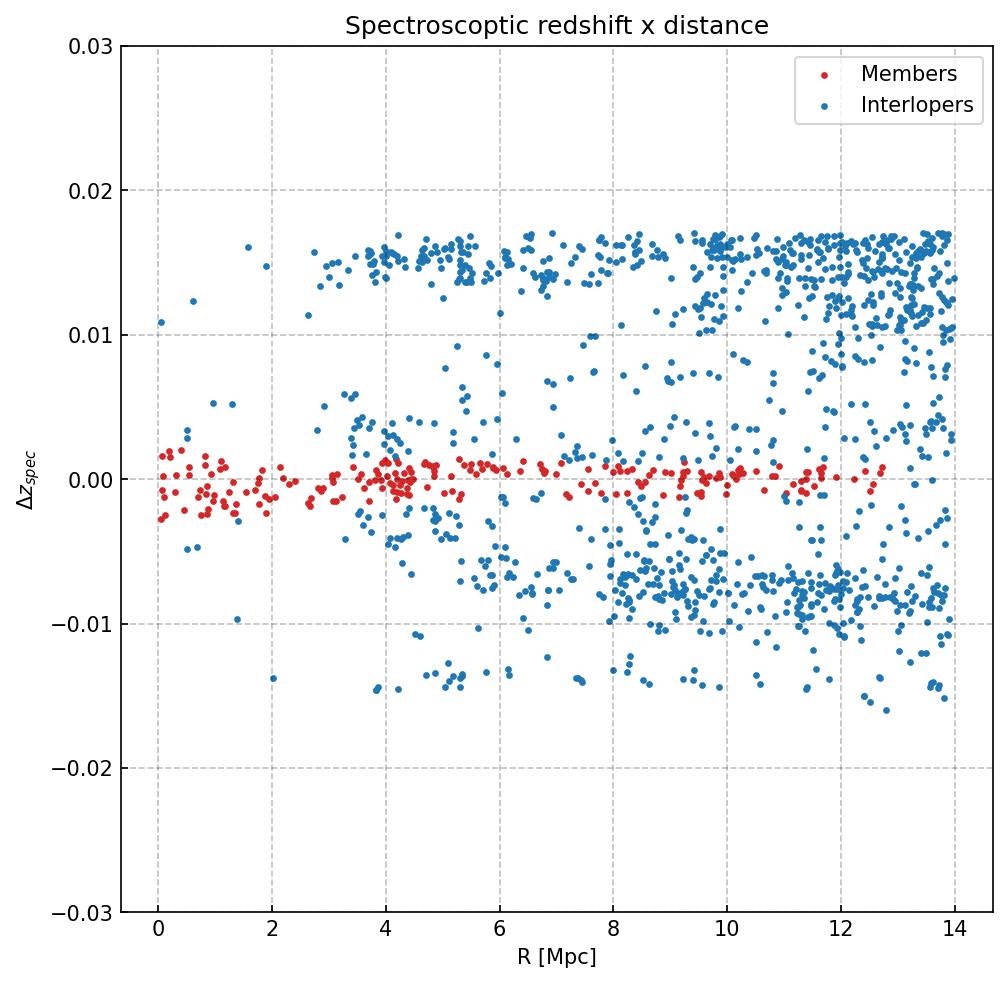 Spectroscoptic redshift x distance
Members
Interlopers
0.03
0.02
0.01
0.00
−0.01
−0.02
−0.03
Δz_spec
0 2 4 6 8 10 12 14
R [Mpc]